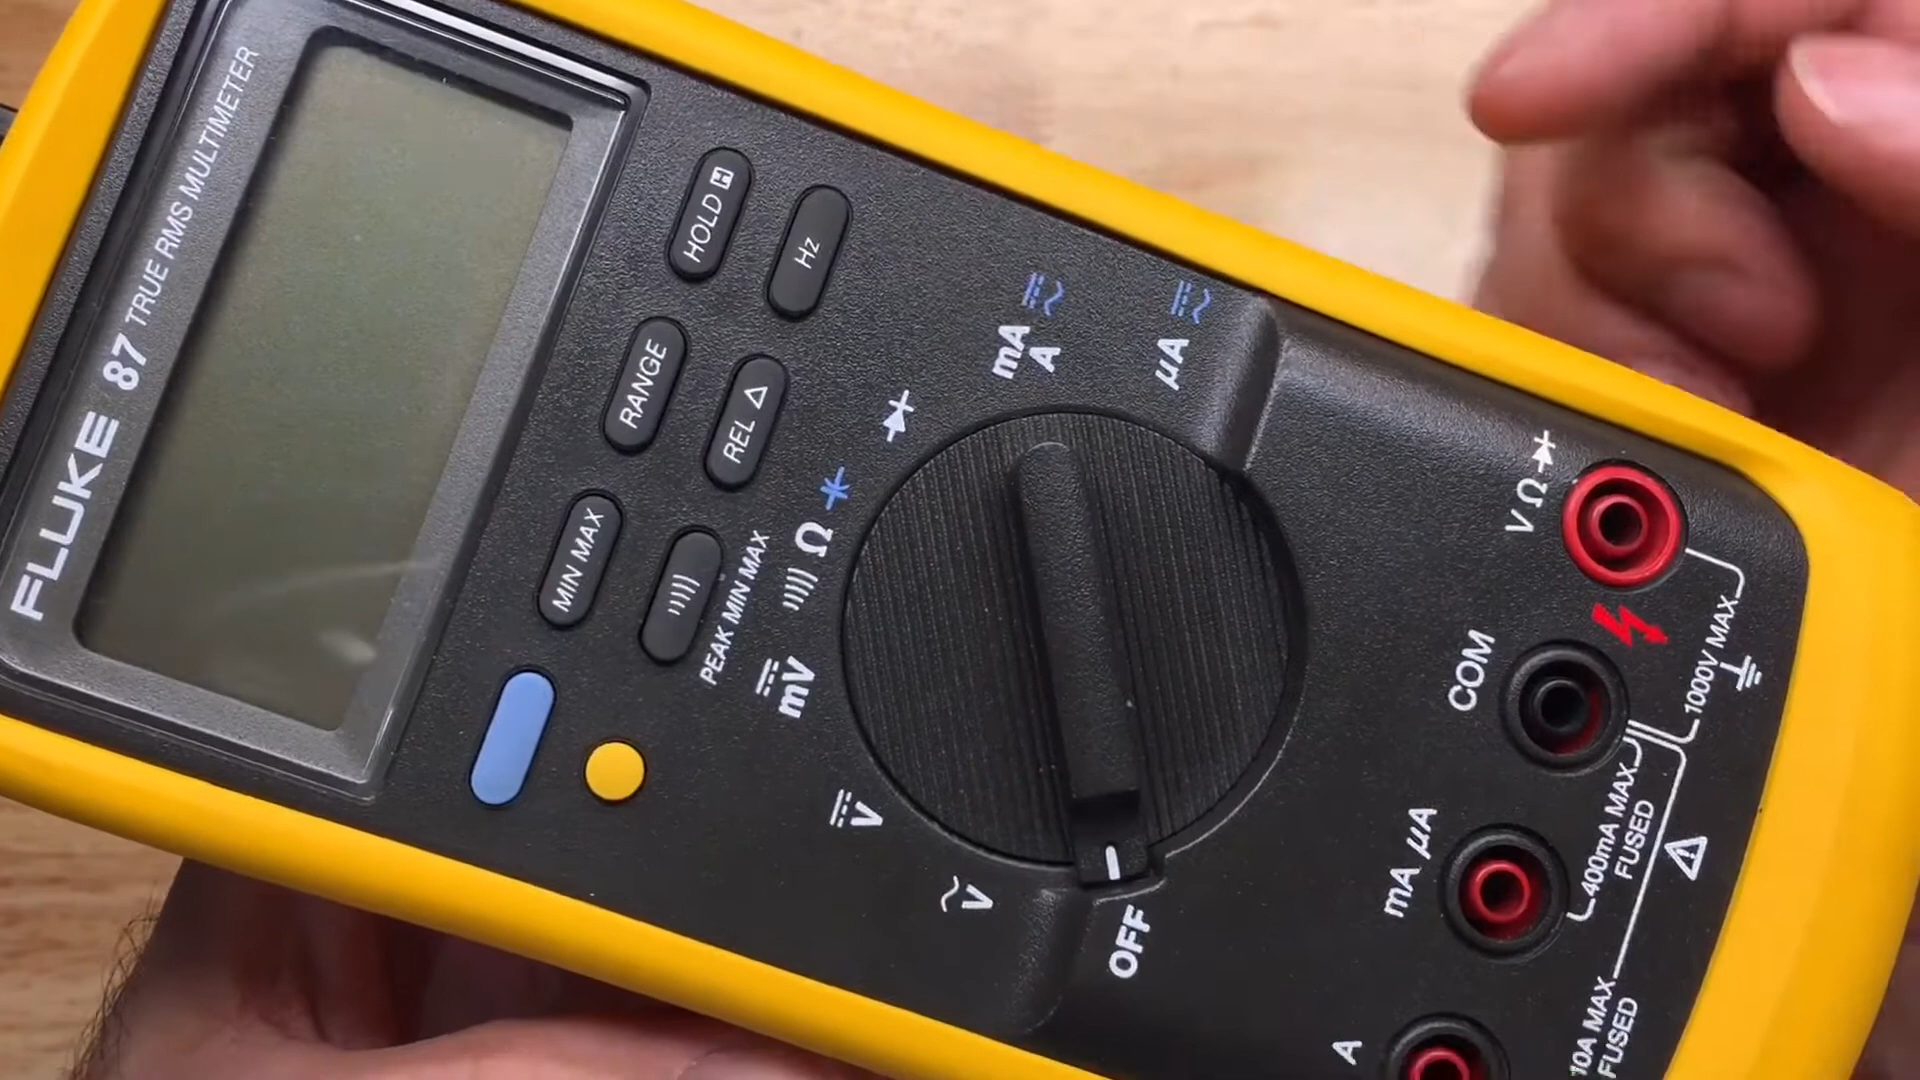 FLUKE 87 TRUE RMS MULTIMETER
MIN MAX
RANGE
HOLD H
REL △
Hz
PEAK MIN MAX
OFF
V
V
mV
Ω
mA
A
µA
A
mA µA
COM
V Ω
10A MAX
FUSED
400mA MAX
FUSED
1000V MAX